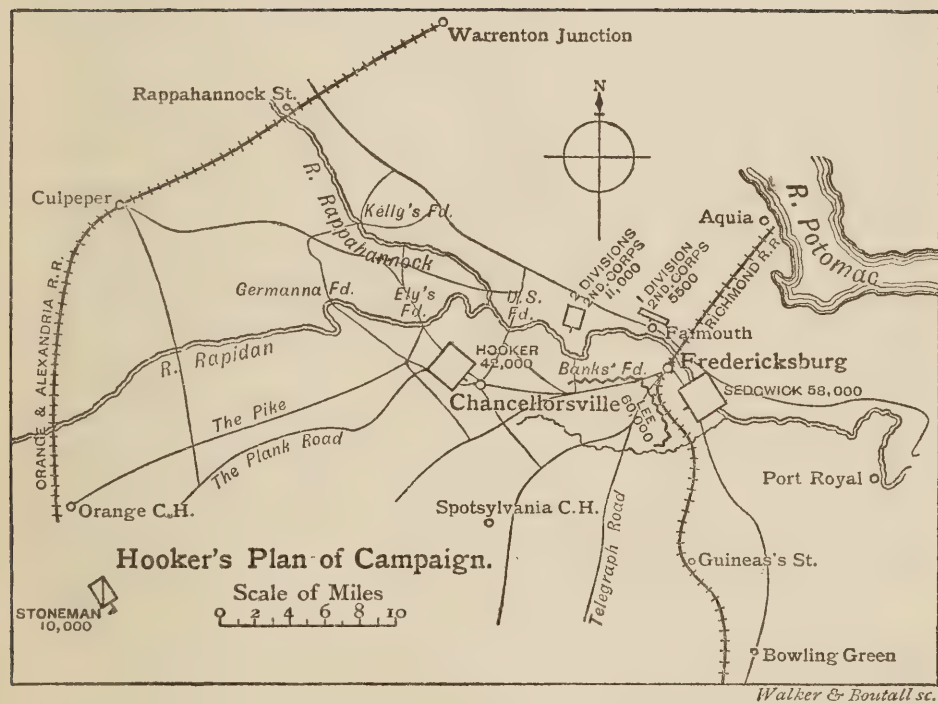 Warrenton Junction
Rappahannock St.
N
Culpeper
R. Rappahannock
Kelly's Fd.
Aquia
R. Potomac
2 DIVISIONS
2ND. CORPS
11,000
1 DIVISION
2ND. CORPS
5500
RICHMOND R.R.
ORANGE & ALEXANDRIA R.R.
Germanna Fd.
Ely's
Fd.
U.S.
Fd.
Falmouth
R. Rapidan
HOOKER
42,000
Banks' Fd.
Fredericksburg
SEDGWICK 58,000
LEE
60,000
The Pike
Chancellorsville
The Plank Road
Port Royal
Orange C.H.
Spotsylvania C.H.
Telegraph Road
Hooker's Plan of Campaign.
Guineas's St.
Scale of Miles
0 2 4 6 8 10
STONEMAN
10,000
Bowling Green
Walker & Boutall sc.